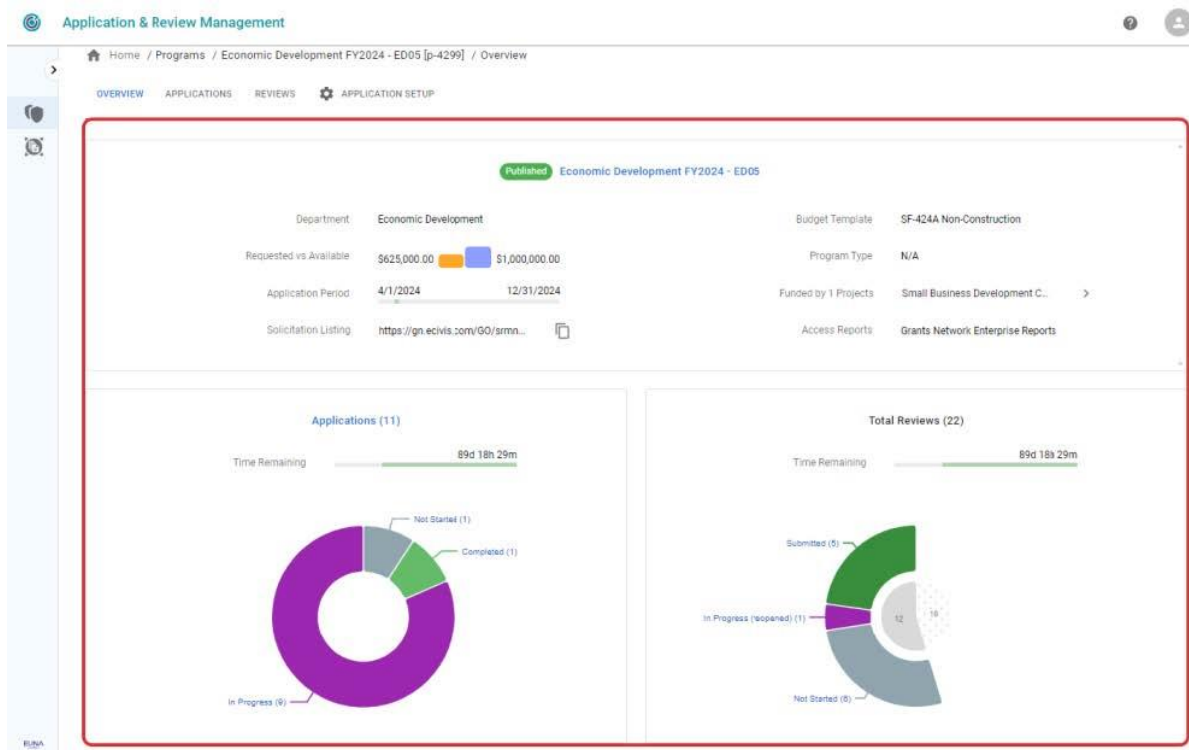 Application & Review Management
Home / Programs / Economic Development FY2024 - ED05 [p-4299] / Overview
OVERVIEW APPLICATIONS REVIEWS APPLICATION SETUP
Published Economic Development FY2024 - ED05
Department Economic Development
Budget Template SF-424A Non-Construction
Requested vs Available $625,000.00 $1,000,000.00
Program Type N/A
Application Period 4/1/2024 12/31/2024
Funded by 1 Projects Small Business Development C...
Solicitation Listing https://gn.ecivis.com/GO/srmn...
Access Reports Grants Network Enterprise Reports
Applications (11)
Time Remaining 89d 18h 29m
Not Started (1)
Completed (1)
In Progress (9)
Total Reviews (22)
Time Remaining 89d 18h 29m
Submitted (5)
In Progress (reopened) (1)
12
Not Started (6)
EUNA